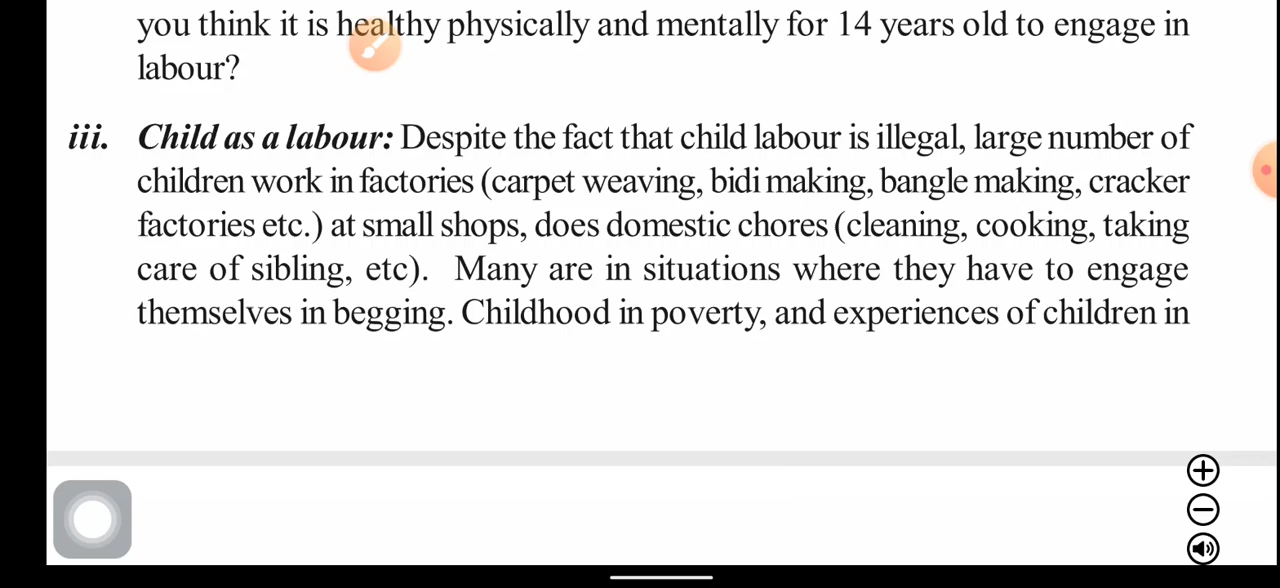 you think it is healthy physically and mentally for 14 years old to engage in
labour?
iii. Child as a labour: Despite the fact that child labour is illegal, large number of
children work in factories (carpet weaving, bidi making, bangle making, cracker
factories etc.) at small shops, does domestic chores (cleaning, cooking, taking
care of sibling, etc). Many are in situations where they have to engage
themselves in begging. Childhood in poverty, and experiences of children in